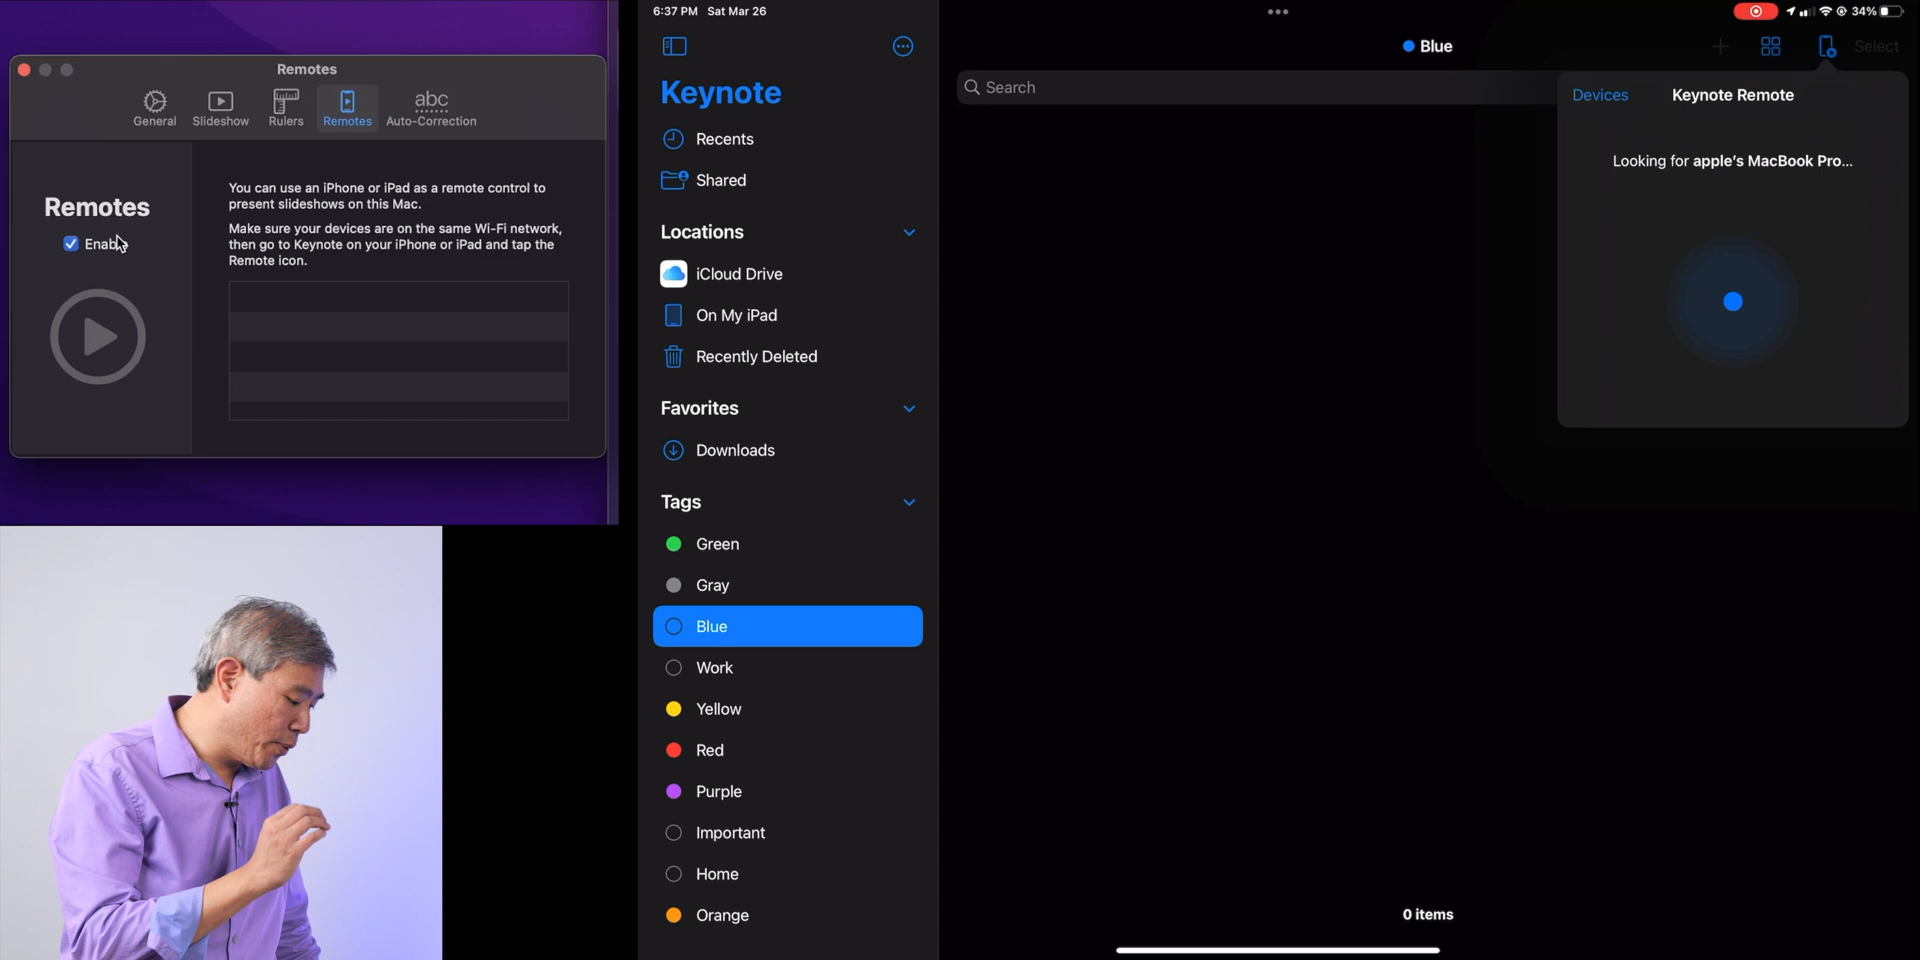 Remotes
General
Slideshow
Rulers
Remotes
abc
Auto-Correction
Remotes
You can use an iPhone or iPad as a remote control to
present slideshows on this Mac.
Make sure your devices are on the same Wi-Fi network,
then go to Keynote on your iPhone or iPad and tap the
Remote icon.
6:37 PM Sat Mar 26
34%
Keynote
Recents
Shared
Locations
iCloud Drive
On My iPad
Recently Deleted
Favorites
Downloads
Tags
Green
Gray
Blue
Work
Yellow
Red
Purple
Important
Home
Orange
Blue
Select
Search
Devices
Keynote Remote
Looking for apple's MacBook Pro...
0 items